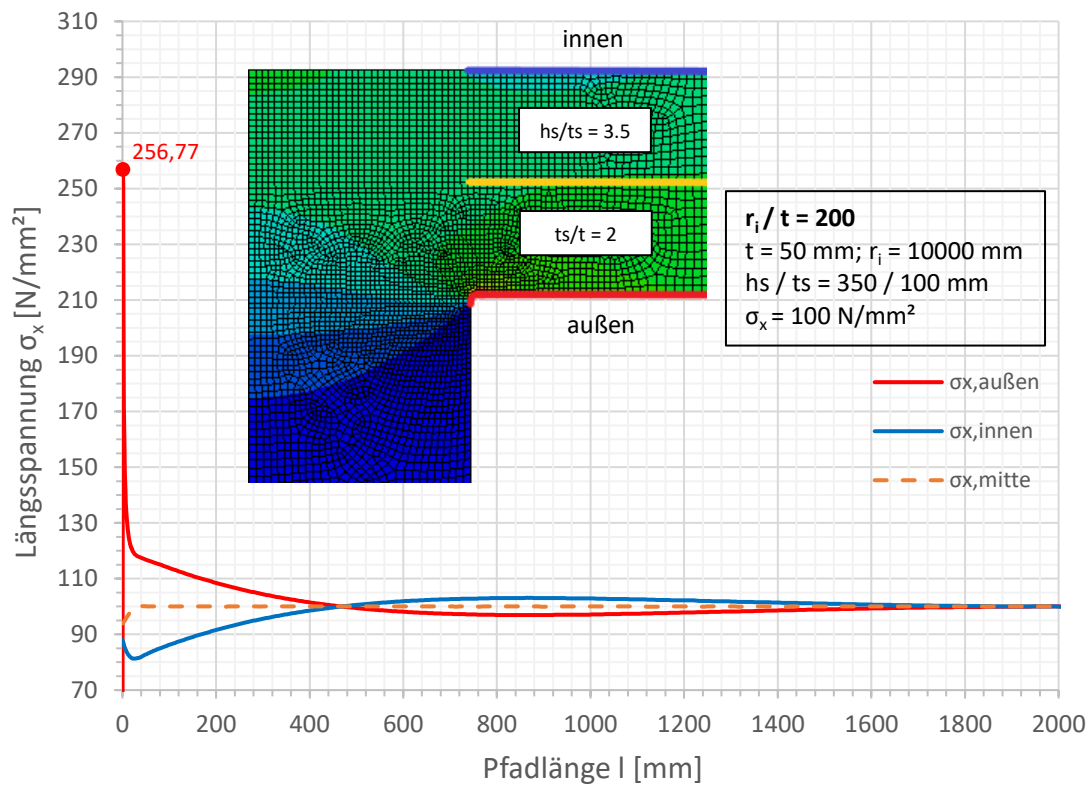 310
290
270
250
230
210
190
170
150
130
110
90
70
Längsspannung σₓ [N/mm²]
256,77
innen
hs/ts = 3.5
ts/t = 2
außen
rᵢ / t = 200
t = 50 mm; rᵢ = 10000 mm
hs / ts = 350 / 100 mm
σₓ = 100 N/mm²
σx,außen
σx,innen
σx,mitte
0 200 400 600 800 1000 1200 1400 1600 1800 2000
Pfadlänge l [mm]